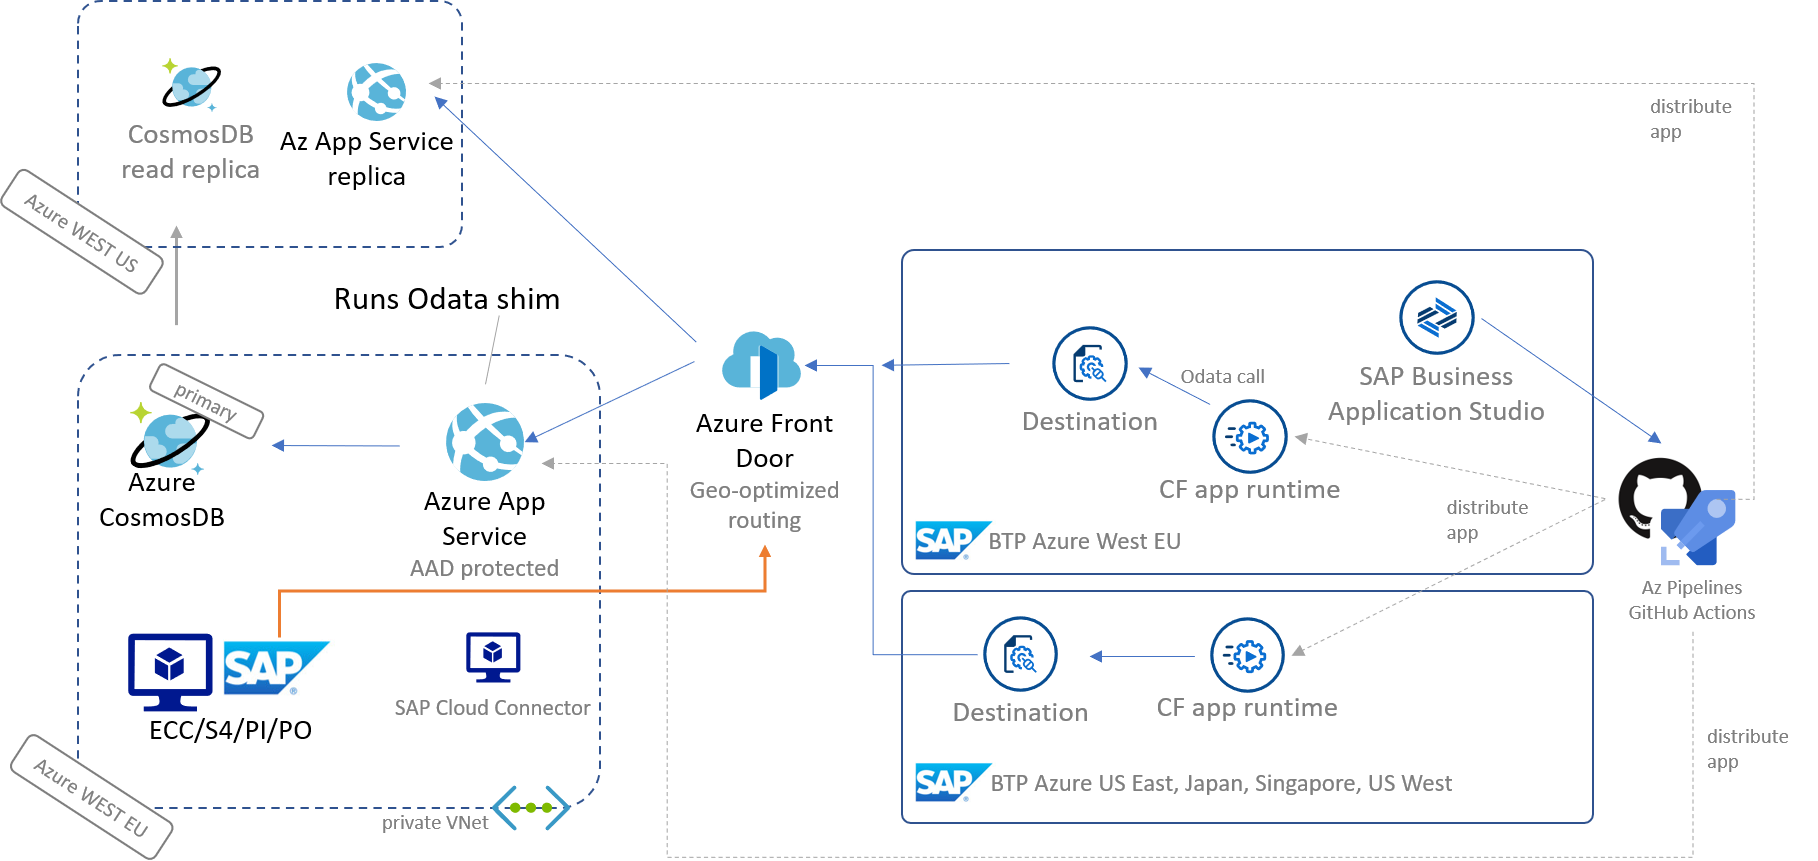 CosmosDB
read replica
Az App Service
replica
Azure WEST US
distribute
app
Runs Odata shim
primary
Azure
CosmosDB
Azure App
Service
AAD protected
Azure Front
Door
Geo-optimized
routing
Destination
Odata call
CF app runtime
SAP Business
Application Studio
SAP
®
BTP Azure West EU
distribute
app
Az Pipelines
GitHub Actions
SAP
®
ECC/S4/PI/PO
SAP Cloud Connector
Azure WEST EU
private VNet
Destination
CF app runtime
SAP
®
BTP Azure US East, Japan, Singapore, US West
distribute
app